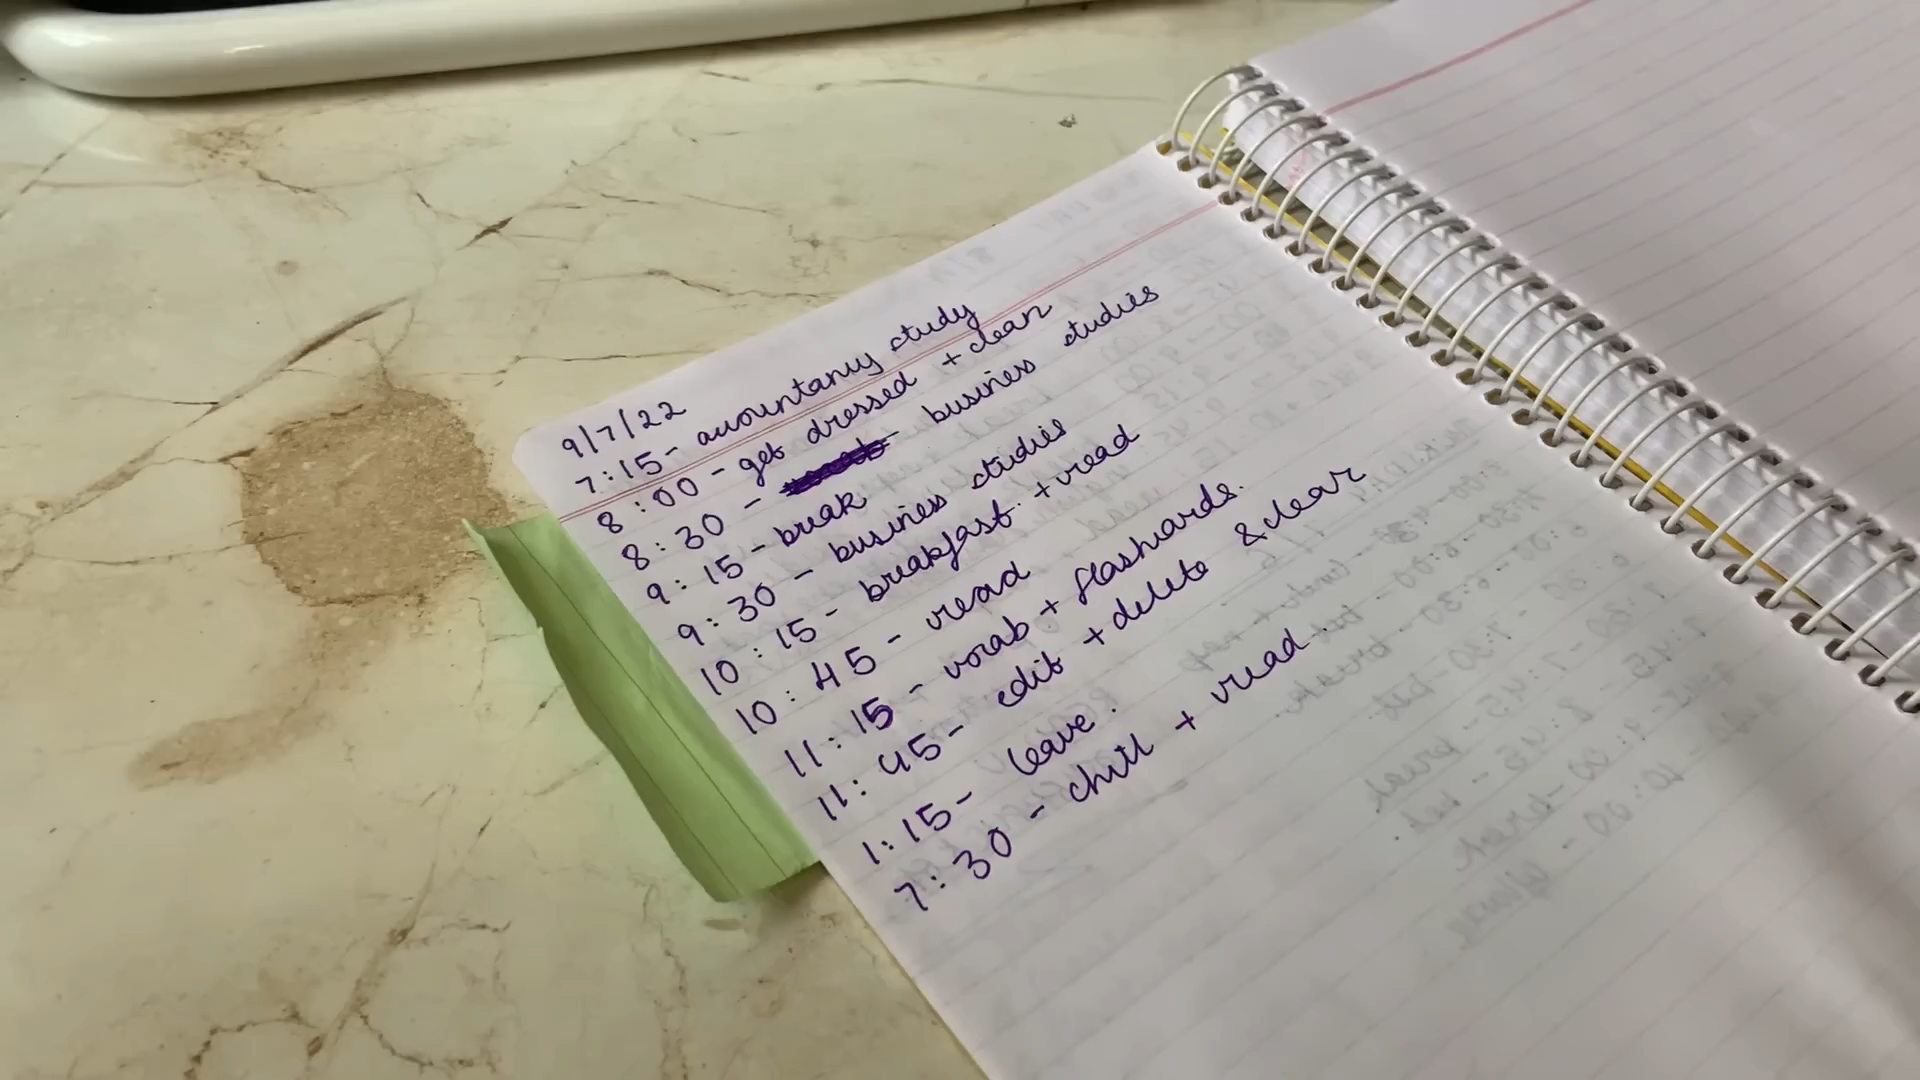 9/7/22
7:15- accountancy study
8:00 - get dressed + clean
8:30 - business studies
9:15 - break
9:30 - business studies
10:15 - breakfast + read
10:45 - read
11:15 - vocab + flashcards.
11:45 - edit + delete & clear
1:15 - leave.
7:30 - chill + read.